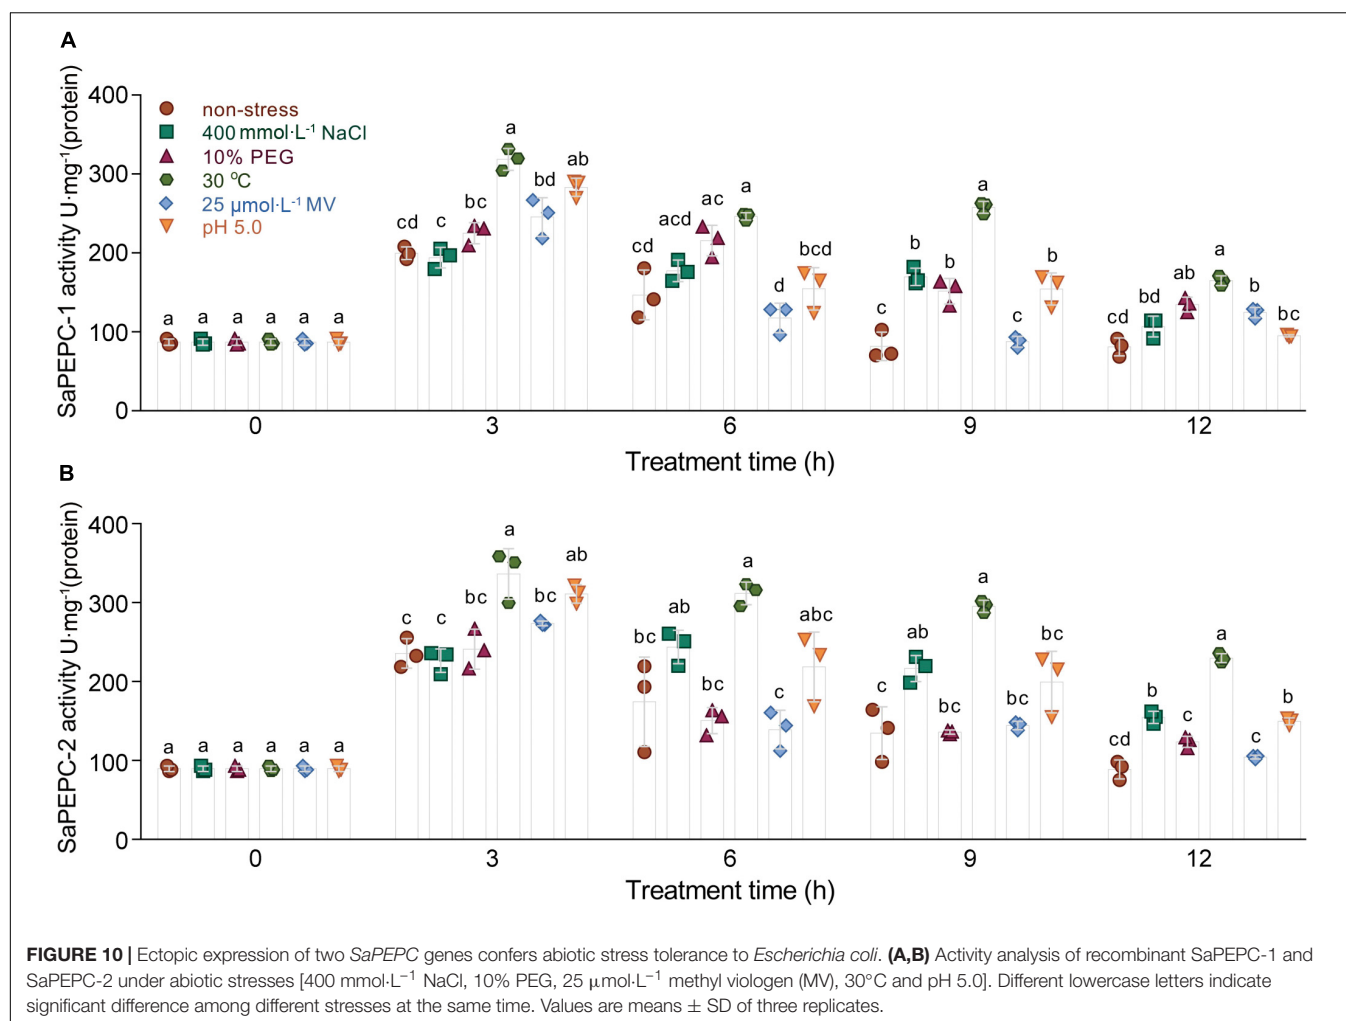 A
SaPEPC-1 activity U·mg⁻¹(protein)
400
300
200
100
0
non-stress
400 mmol·L⁻¹ NaCl
10% PEG
30 °C
25 µmol·L⁻¹ MV
pH 5.0
a a a a a a
cd c bc a bd ab
cd acd ac a d bcd
c b b a c b
cd bd ab a b bc
0 3 6 9 12
Treatment time (h)
B
SaPEPC-2 activity U·mg⁻¹(protein)
400
300
200
100
0
a a a a a a
c c bc a bc ab
bc ab bc a c abc
c ab bc a bc bc
cd b c a c b
0 3 6 9 12
Treatment time (h)
FIGURE 10 | Ectopic expression of two SaPEPC genes confers abiotic stress tolerance to Escherichia coli. (A,B) Activity analysis of recombinant SaPEPC-1 and
SaPEPC-2 under abiotic stresses [400 mmol·L⁻¹ NaCl, 10% PEG, 25 µmol·L⁻¹ methyl viologen (MV), 30°C and pH 5.0]. Different lowercase letters indicate
significant difference among different stresses at the same time. Values are means ± SD of three replicates.